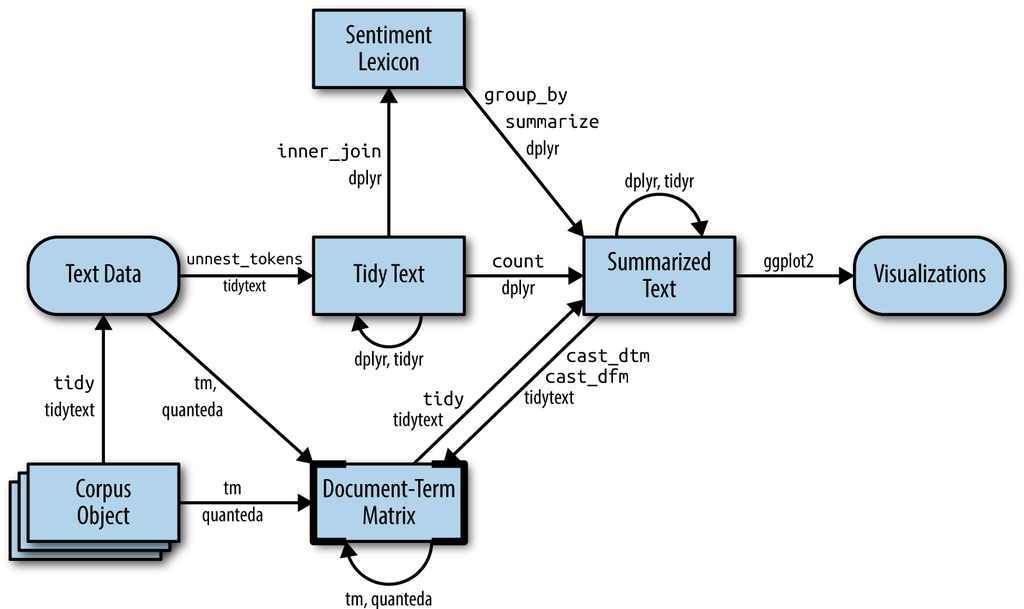 Sentiment
Lexicon
group_by
summarize
dplyr
inner_join
dplyr
dplyr, tidyr
Text Data
unnest_tokens
tidytext
Tidy Text
count
dplyr
Summarized
Text
ggplot2
Visualizations
dplyr, tidyr
cast_dtm
cast_dfm
tidytext
tidy
tidytext
tm,
quanteda
tidy
tidytext
Corpus
Object
tm
quanteda
Document-Term
Matrix
tm, quanteda